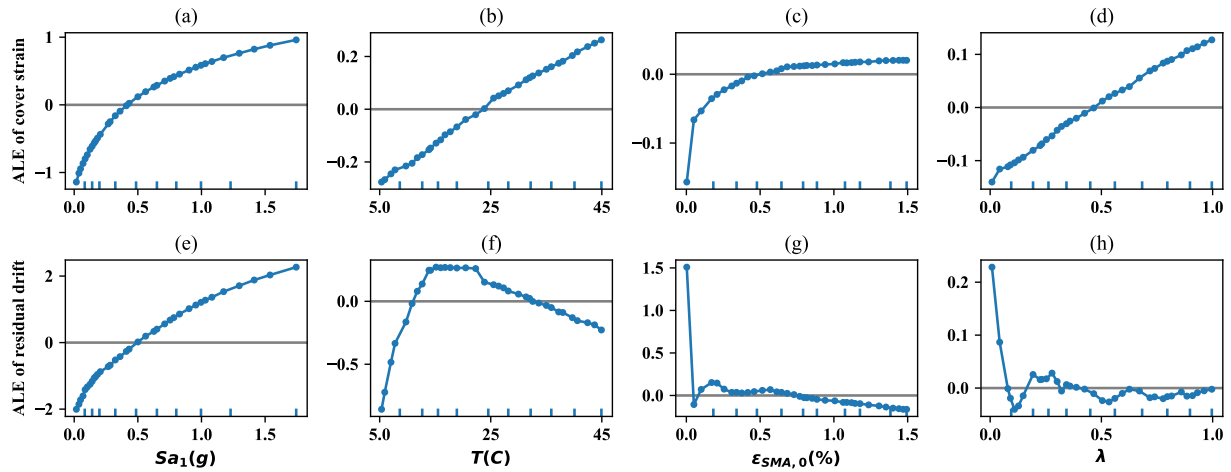 (a)
ALE of cover strain
1
0
−1
0.0 0.5 1.0 1.5
(b)
0.2
0.0
−0.2
5.0 25 45
(c)
0.0
−0.1
0.0 0.5 1.0 1.5
(d)
0.1
0.0
−0.1
0.0 0.5 1.0
(e)
ALE of residual drift
2
0
−2
0.0 0.5 1.0 1.5
Sa₁(g)
(f)
0.0
−0.5
5.0 25 45
T(C)
(g)
1.5
1.0
0.5
0.0
0.0 0.5 1.0 1.5
εSMA,0(%)
(h)
0.2
0.1
0.0
0.0 0.5 1.0
λ